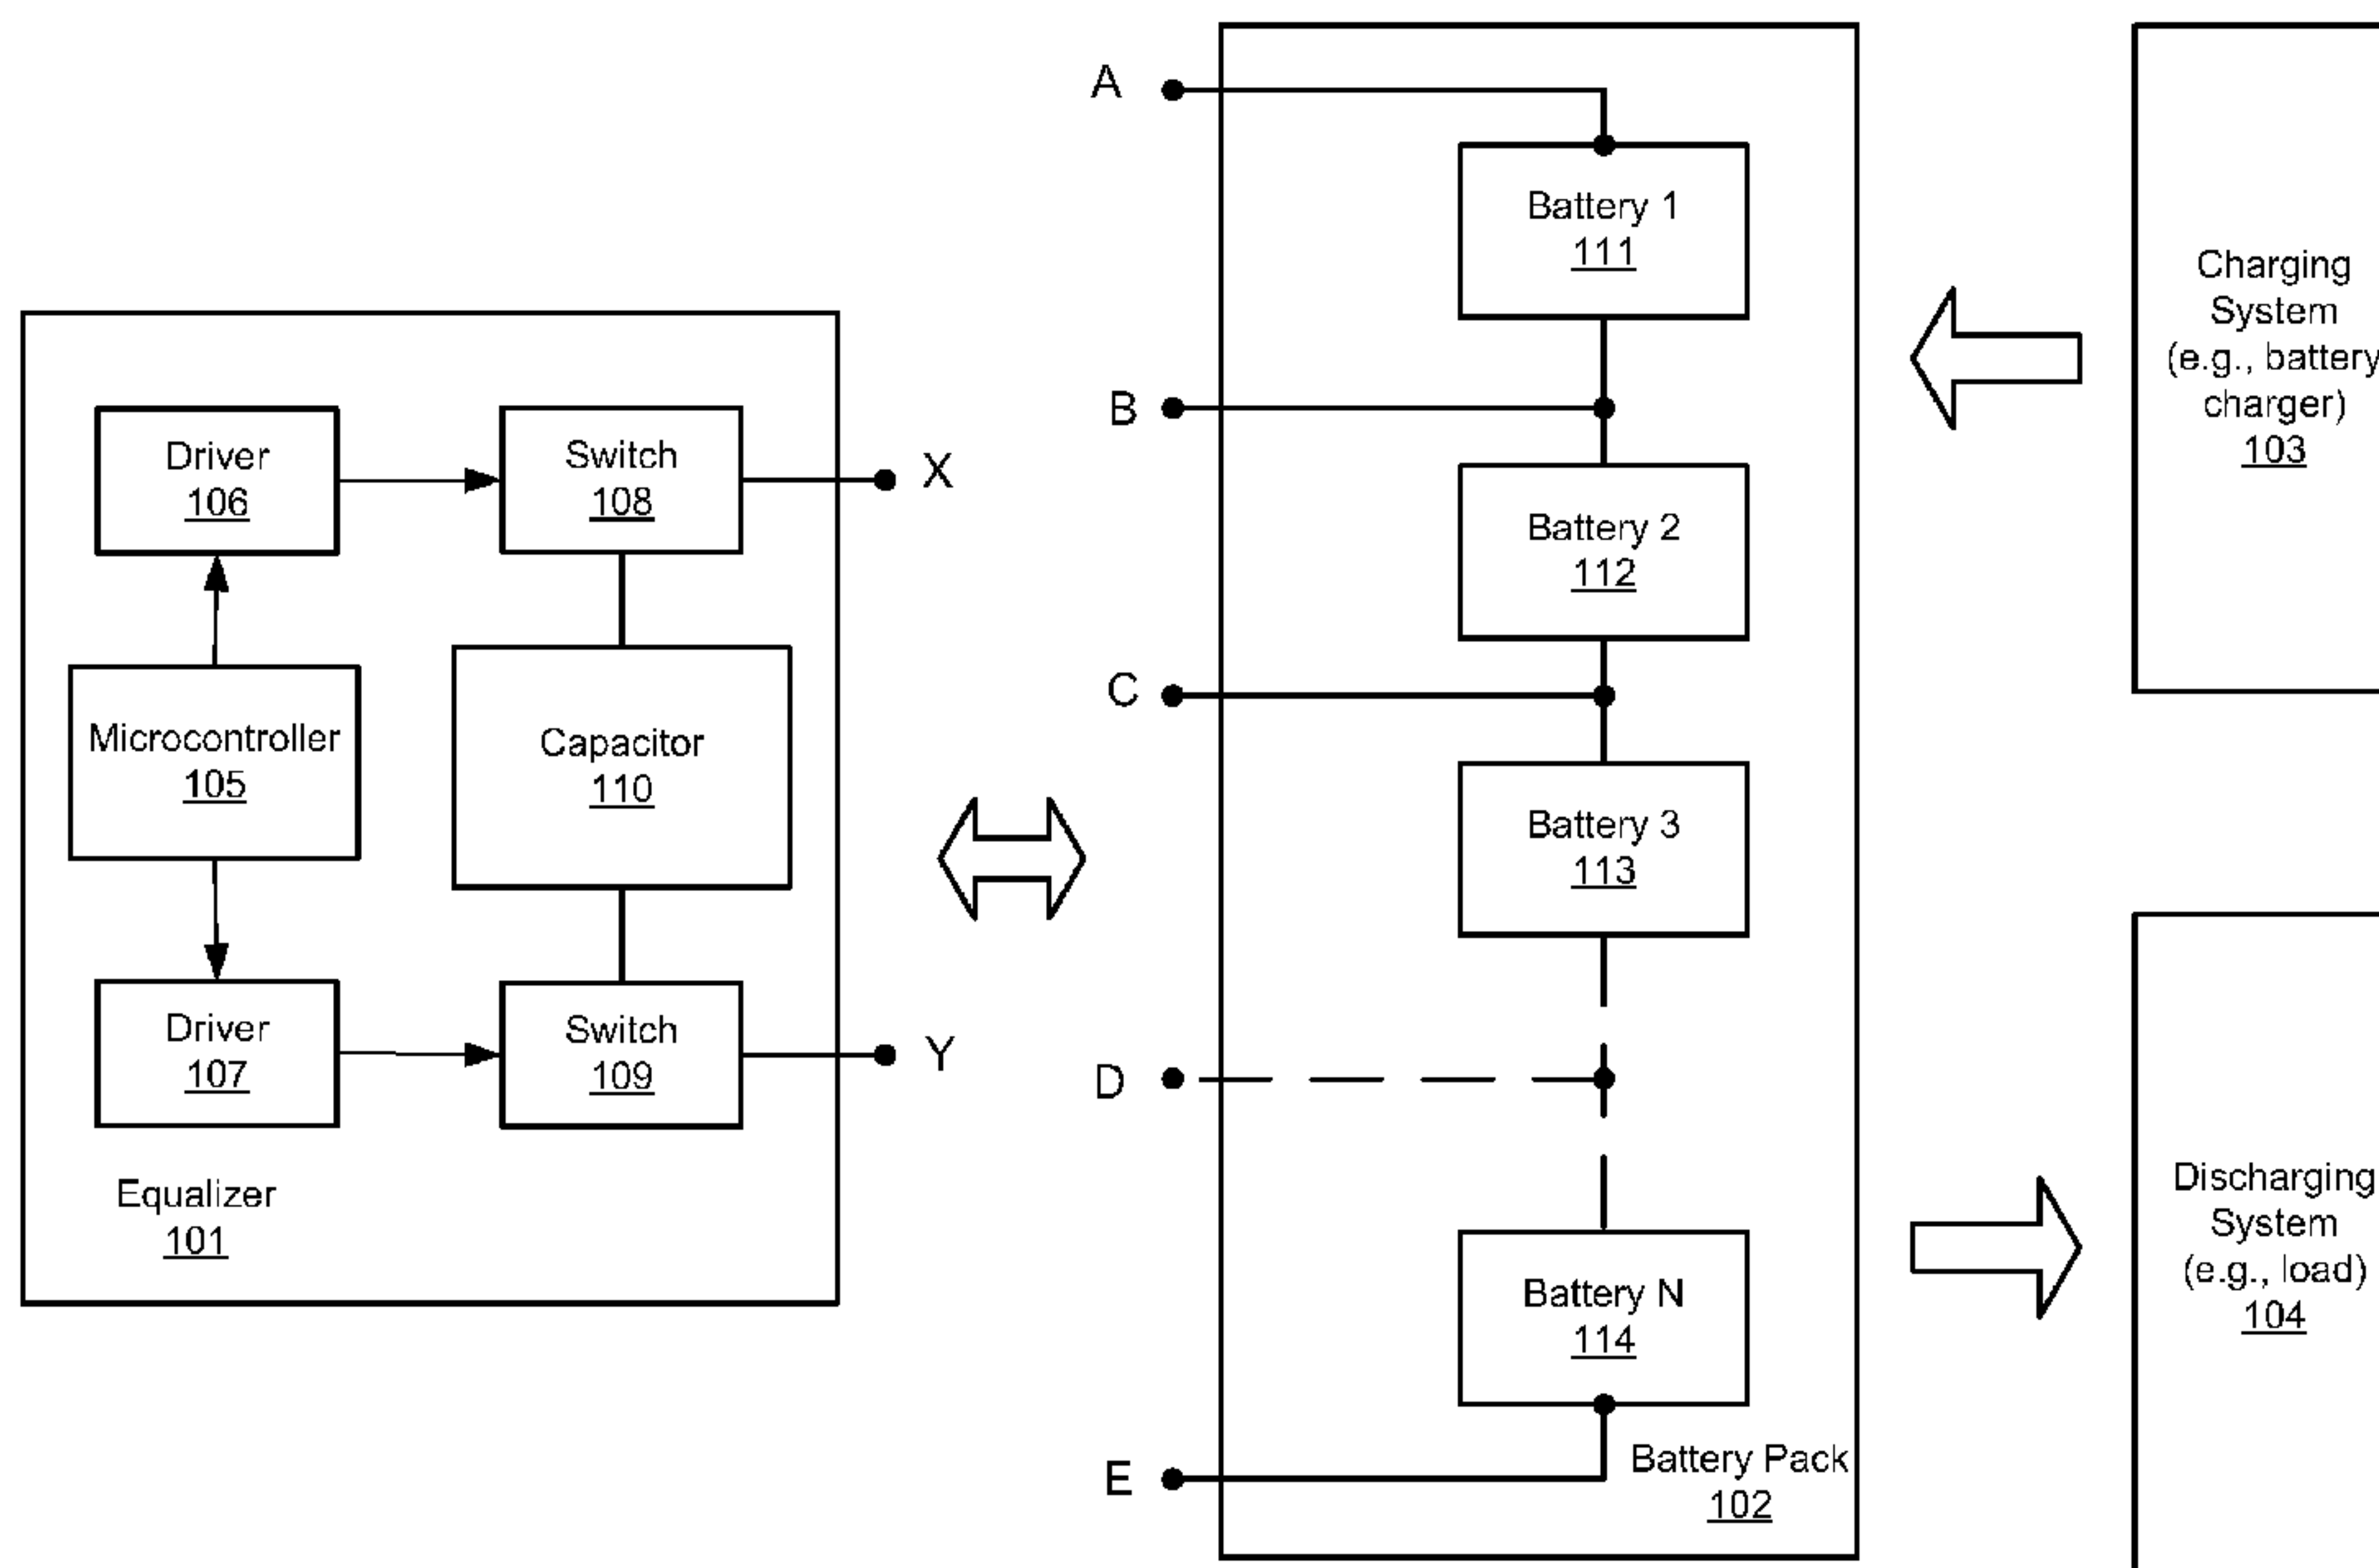 Driver
106
Switch
108
X
Microcontroller
105
Capacitor
110
Driver
107
Switch
109
Y
Equalizer
101
A
B
C
D
E
Battery 1
111
Battery 2
112
Battery 3
113
Battery N
114
Battery Pack
102
Charging
System
(e.g., battery
charger)
103
Discharging
System
(e.g., load)
104